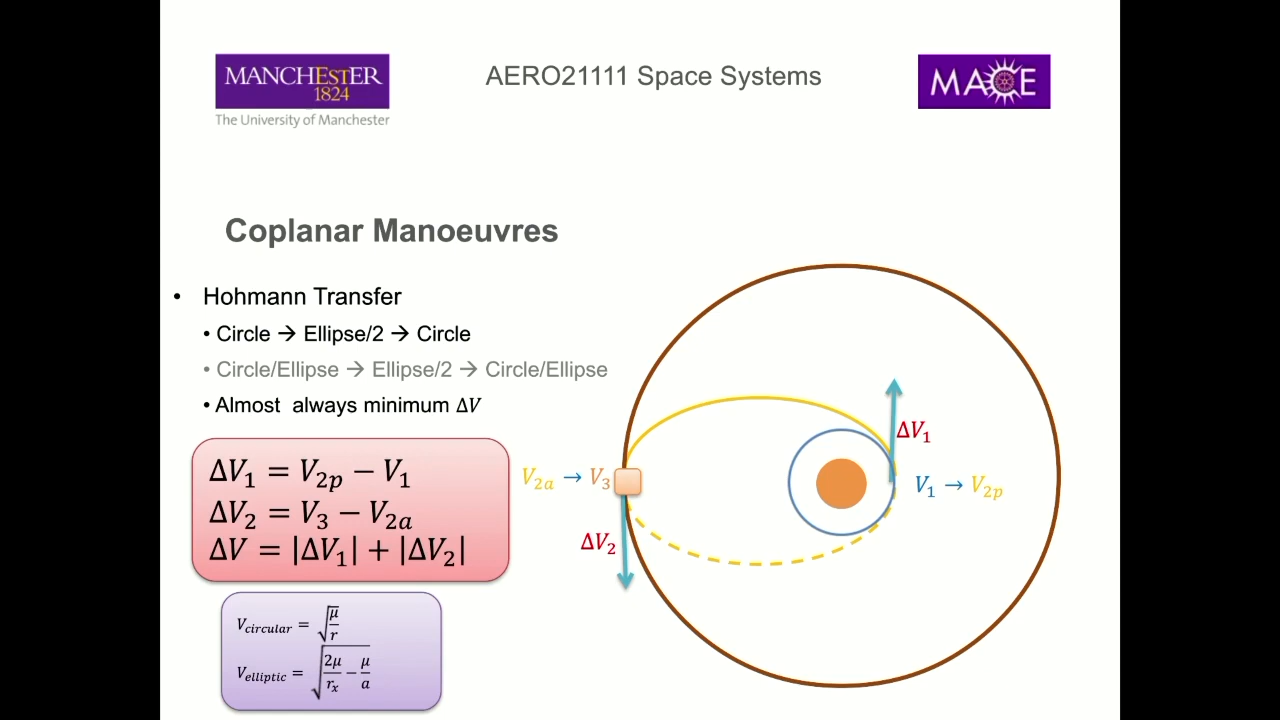 MANCHESTER
1824
The University of Manchester
AERO21111 Space Systems
MACE
Coplanar Manoeuvres
• Hohmann Transfer
• Circle → Ellipse/2 → Circle
• Circle/Ellipse → Ellipse/2 → Circle/Ellipse
• Almost always minimum ΔV
ΔV₁ = V₂ₚ − V₁
ΔV₂ = V₃ − V₂ₐ
ΔV = |ΔV₁| + |ΔV₂|
V_circular = √(μ/r)
V_elliptic = √(2μ/r_x − μ/a)
V₂ₐ → V₃
ΔV₂
ΔV₁
V₁ → V₂ₚ